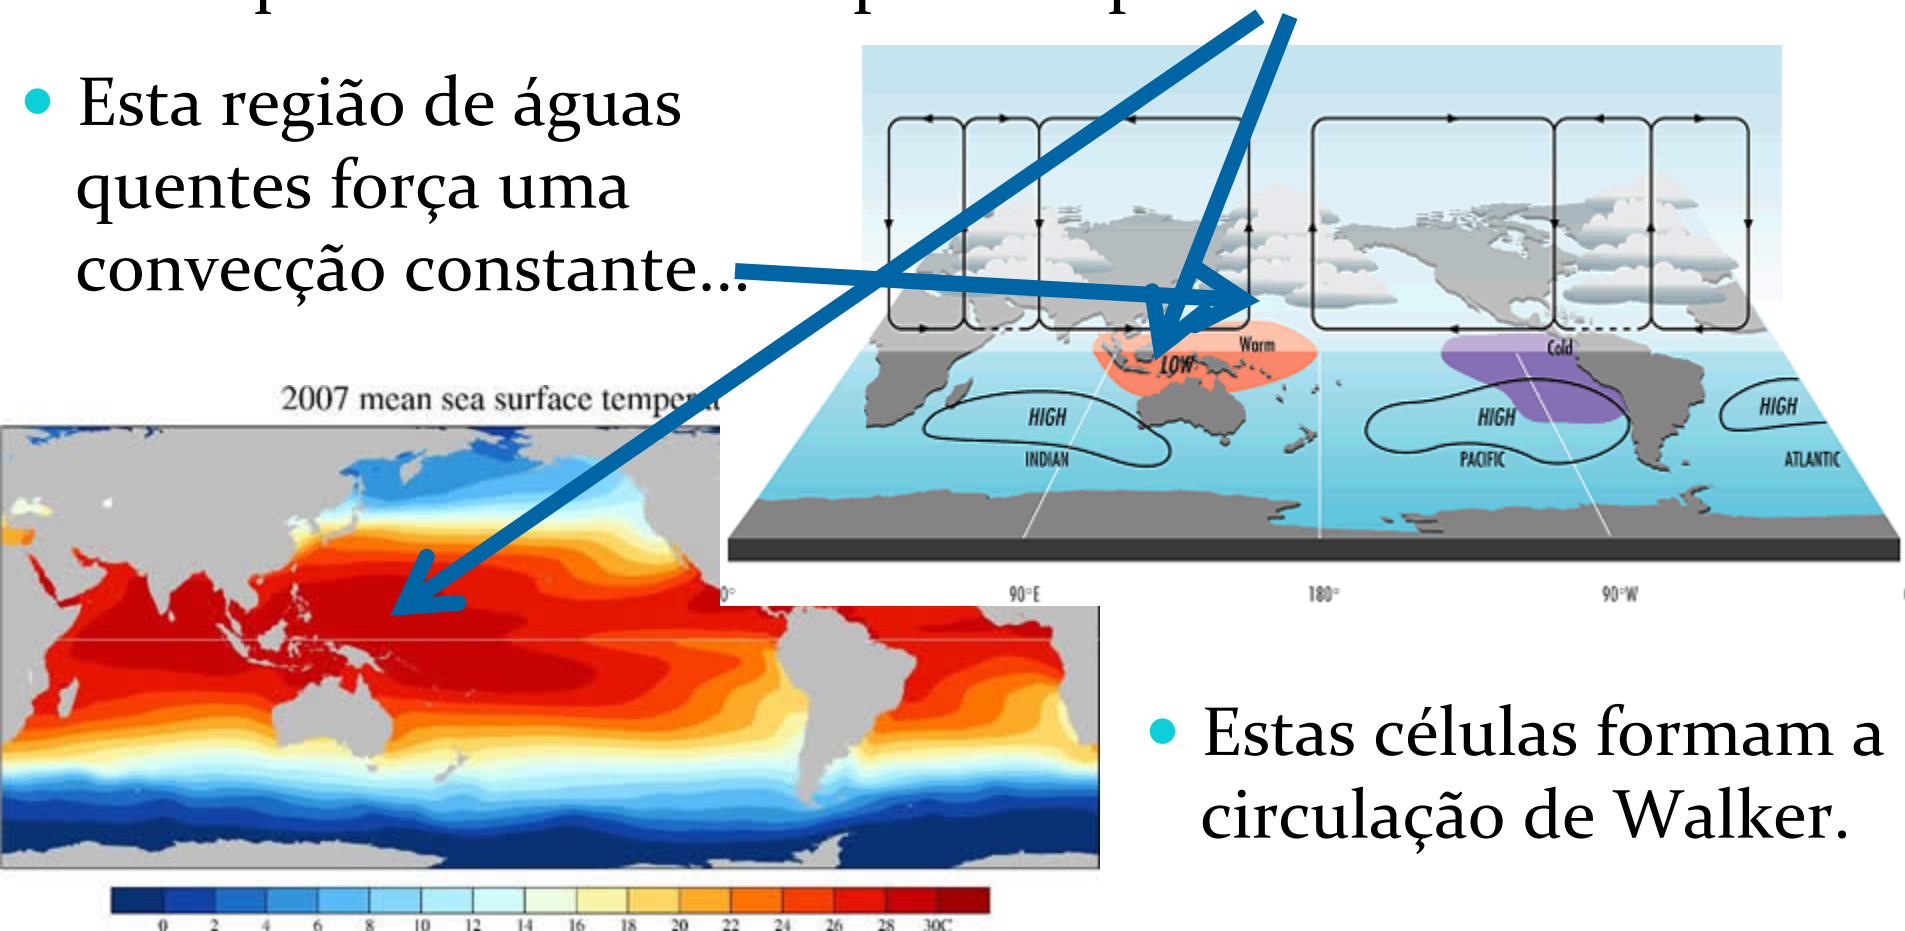 Esta região de águas
quentes força uma
convecção constante...
Warm
Cold
LOW
HIGH
HIGH
HIGH
INDIAN
PACIFIC
ATLANTIC
0° 90°E 180° 90°W
2007 mean sea surface
0 2 4 6 8 10 12 14 16 18 20 22 24 26 28 30C
Estas células formam a
circulação de Walker.